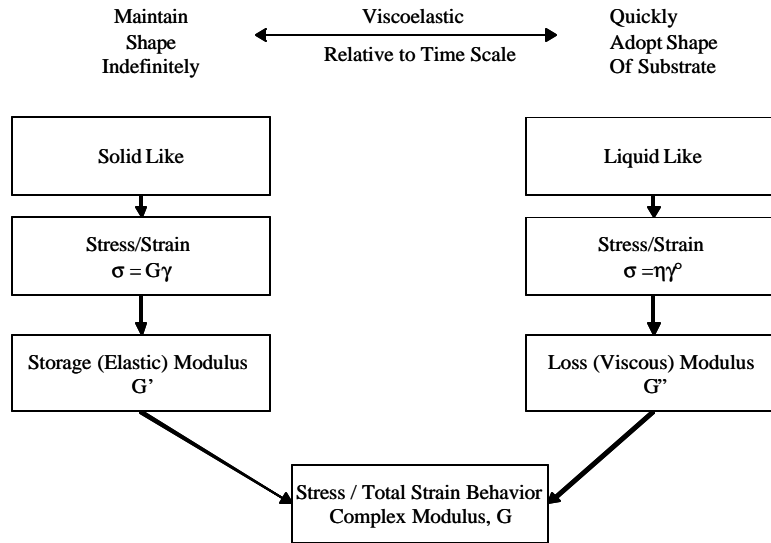 Maintain
Shape
Indefinitely
Viscoelastic
Relative to Time Scale
Quickly
Adopt Shape
Of Substrate
Solid Like
Liquid Like
Stress/Strain
σ = Gγ
Stress/Strain
σ =ηγ°
Storage (Elastic) Modulus
G’
Loss (Viscous) Modulus
G”
Stress / Total Strain Behavior
Complex Modulus, G